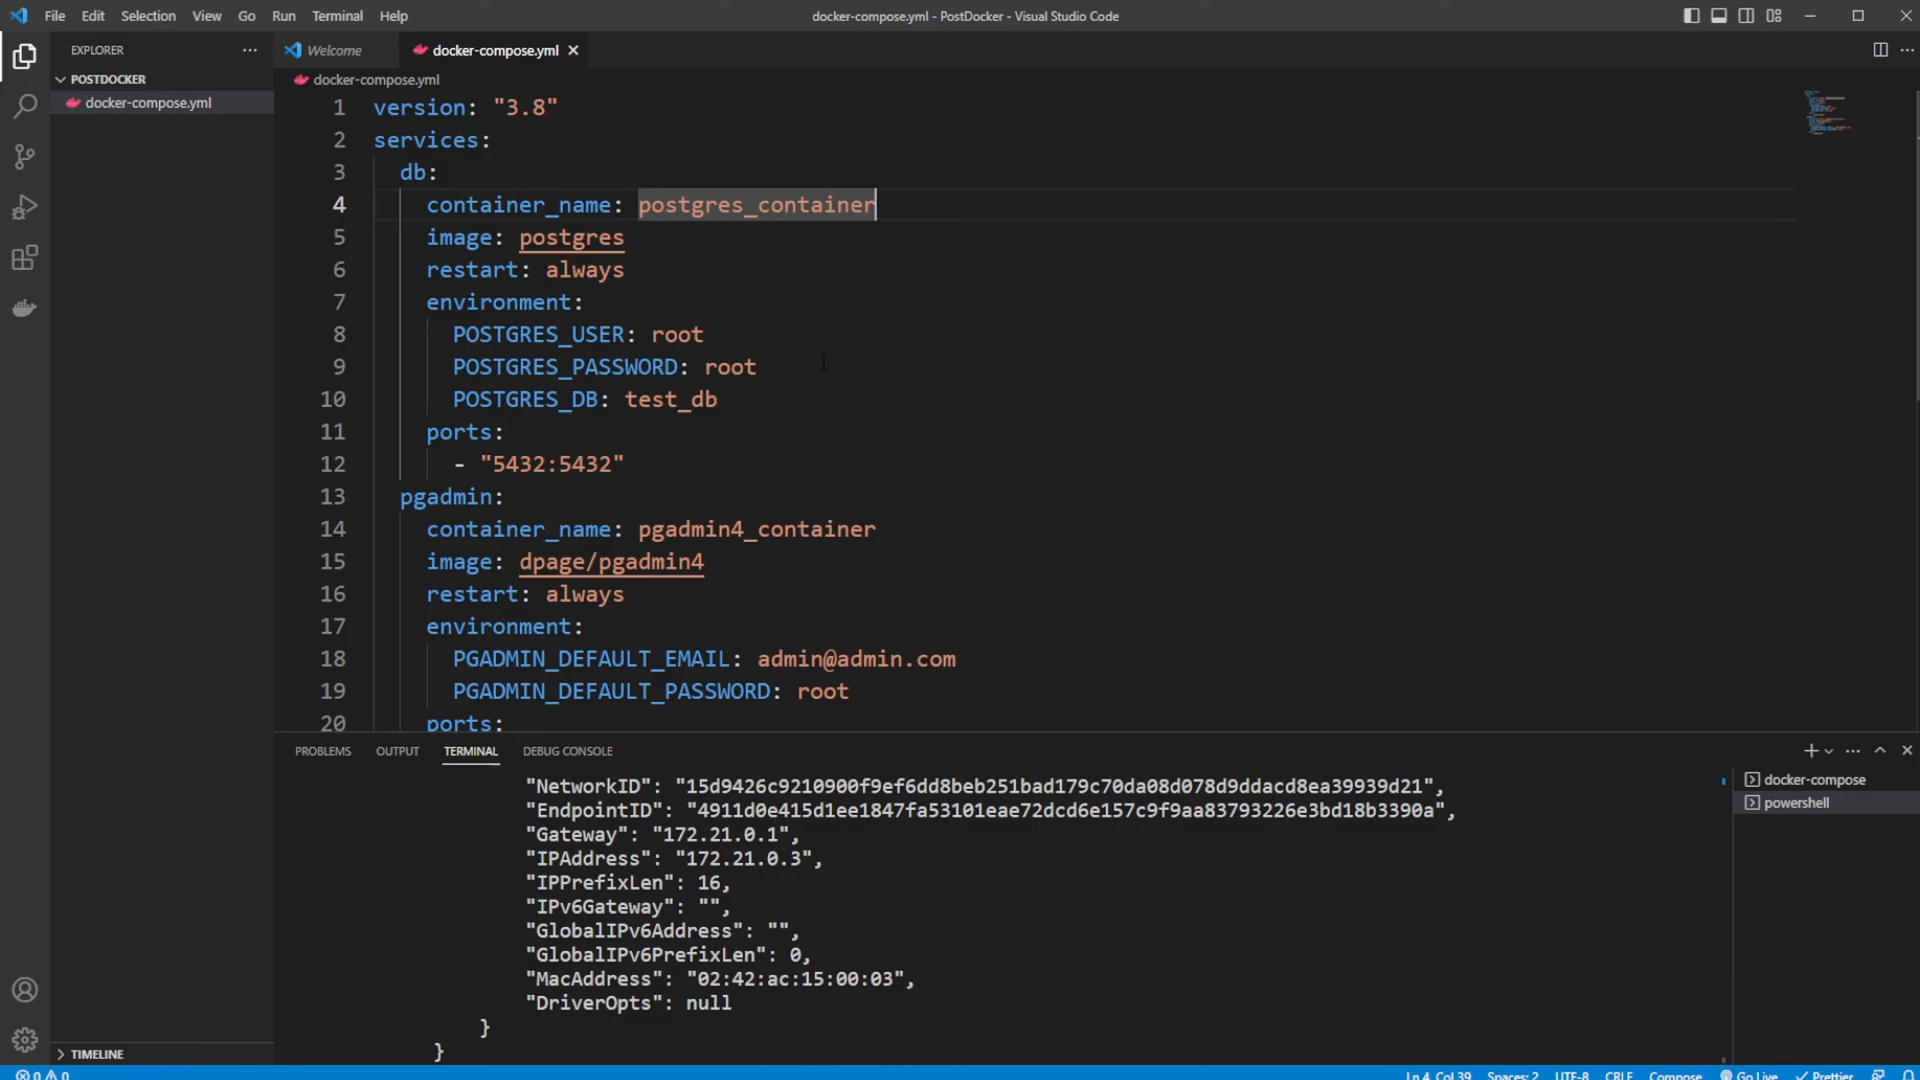 File Edit Selection View Go Run Terminal Help
docker-compose.yml - PostDocker - Visual Studio Code
EXPLORER
POSTDOCKER
docker-compose.yml
TIMELINE
Welcome
docker-compose.yml
docker-compose.yml
1 version: "3.8"
2 services:
3 db:
4 container_name: postgres_container
5 image: postgres
6 restart: always
7 environment:
8 POSTGRES_USER: root
9 POSTGRES_PASSWORD: root
10 POSTGRES_DB: test_db
11 ports:
12 - "5432:5432"
13 pgadmin:
14 container_name: pgadmin4_container
15 image: dpage/pgadmin4
16 restart: always
17 environment:
18 PGADMIN_DEFAULT_EMAIL: admin@admin.com
19 PGADMIN_DEFAULT_PASSWORD: root
20 ports:
PROBLEMS OUTPUT TERMINAL DEBUG CONSOLE
"NetworkID": "15d9426c9210900f9ef6dd8beb251bad179c70da08d078d9ddacd8ea39939d21",
"EndpointID": "4911d0e415d1ee1847fa53101eae72dcd6e157c9f9aa83793226e3bd18b3390a",
"Gateway": "172.21.0.1",
"IPAddress": "172.21.0.3",
"IPPrefixLen": 16,
"IPv6Gateway": "",
"GlobalIPv6Address": "",
"GlobalIPv6PrefixLen": 0,
"MacAddress": "02:42:ac:15:00:03",
"DriverOpts": null
}
}
docker-compose
powershell
0 0
Ln 4, Col 39 Spaces: 2 UTF-8 CRLF Compose Go Live Prettier